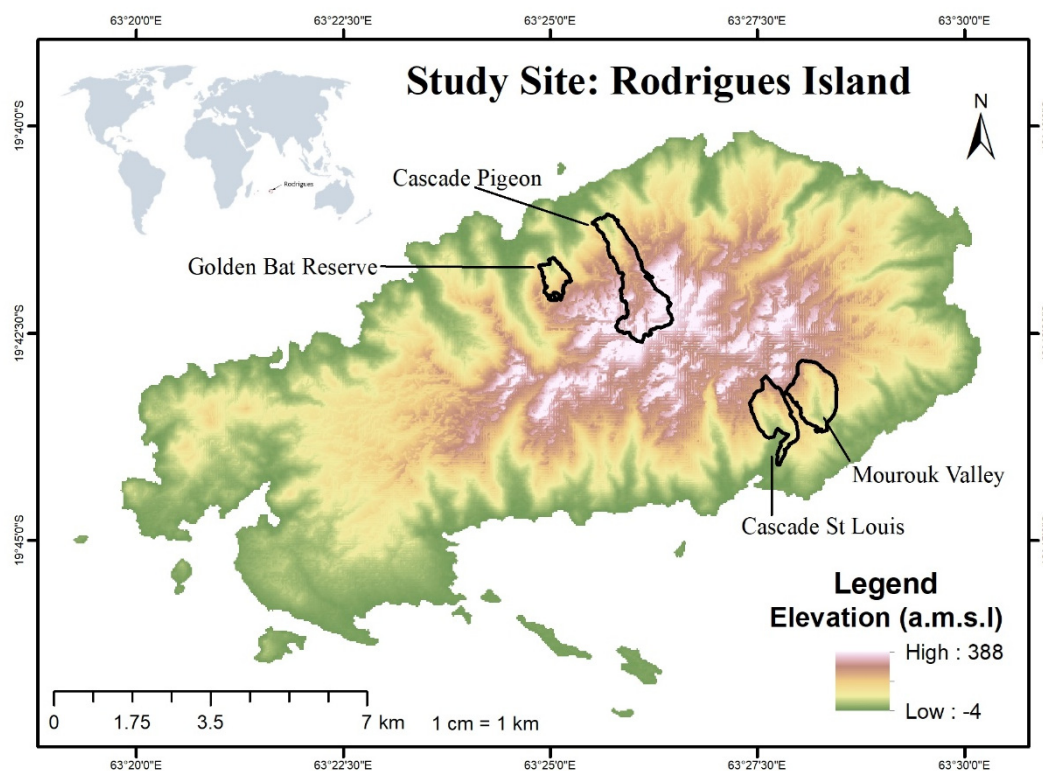 63°20'0"E 63°22'30"E 63°25'0"E 63°27'30"E 63°30'0"E
Study Site: Rodrigues Island
N
19°40'0"S
Rodrigues
Cascade Pigeon
Golden Bat Reserve
19°42'30"S
Mourouk Valley
Cascade St Louis
19°45'0"S
Legend
Elevation (a.m.s.l)
High : 388
Low : -4
0 1.75 3.5 7 km 1 cm = 1 km
63°20'0"E 63°22'30"E 63°25'0"E 63°27'30"E 63°30'0"E